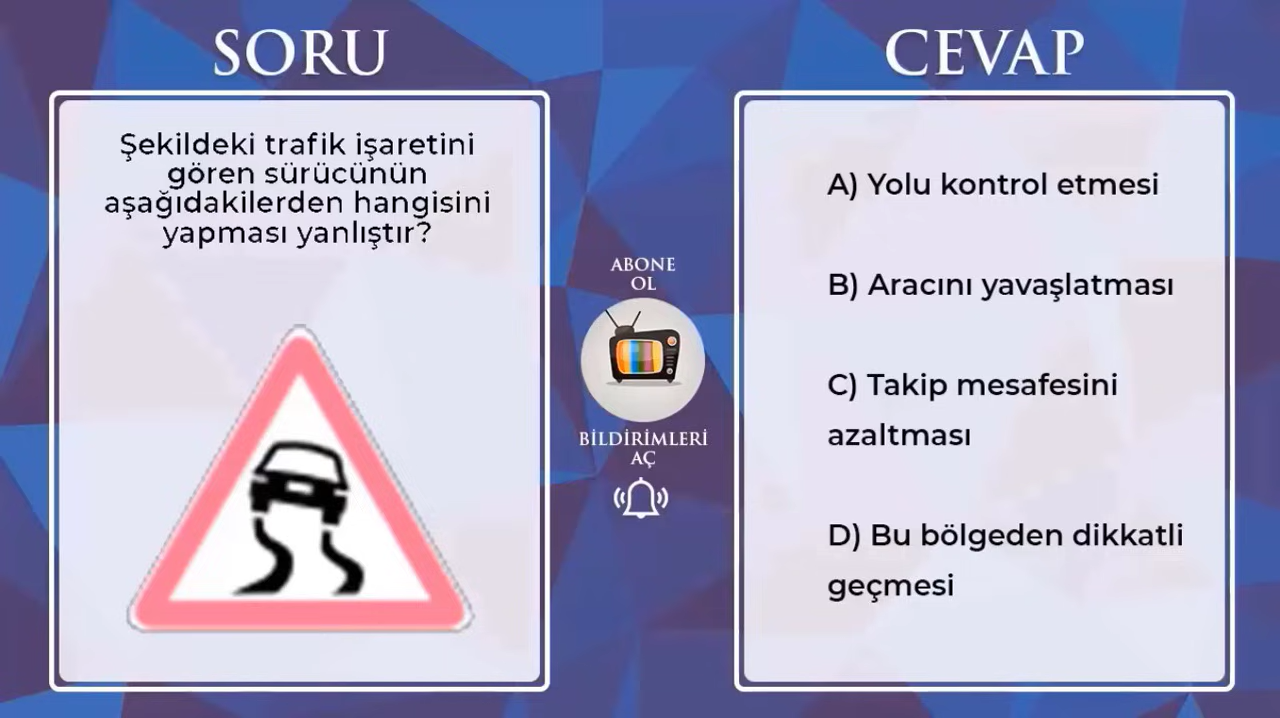 SORU
Şekildeki trafik işaretini
gören sürücünün
aşağıdakilerden hangisini
yapması yanlıştır?
ABONE
OL
BİLDİRİMLERİ
AÇ
CEVAP
A) Yolu kontrol etmesi
B) Aracını yavaşlatması
C) Takip mesafesini
azaltması
D) Bu bölgeden dikkatli
geçmesi